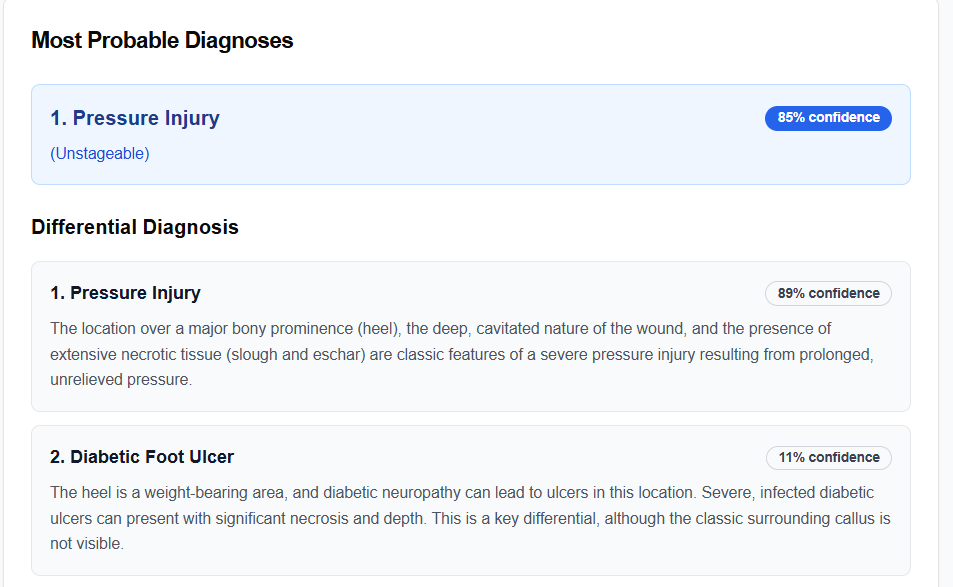 Most Probable Diagnoses
1. Pressure Injury
85% confidence
(Unstageable)
Differential Diagnosis
1. Pressure Injury
89% confidence
The location over a major bony prominence (heel), the deep, cavitated nature of the wound, and the presence of
extensive necrotic tissue (slough and eschar) are classic features of a severe pressure injury resulting from prolonged,
unrelieved pressure.
2. Diabetic Foot Ulcer
11% confidence
The heel is a weight-bearing area, and diabetic neuropathy can lead to ulcers in this location. Severe, infected diabetic
ulcers can present with significant necrosis and depth. This is a key differential, although the classic surrounding callus is
not visible.